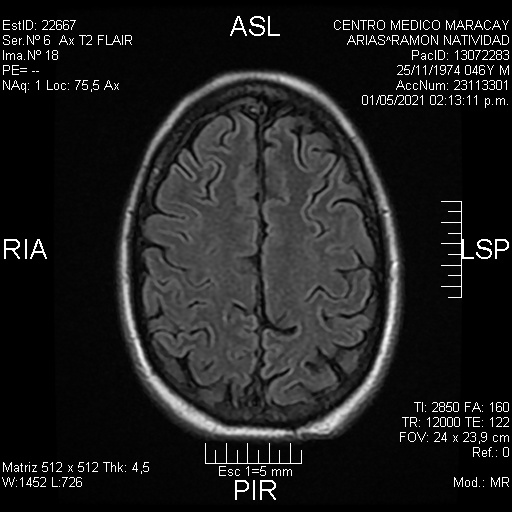 EstID: 22667
Ser.Nº 6 Ax T2 FLAIR
Ima.Nº 18
PE= --
NAq: 1 Loc: 75,5 Ax
ASL
CENTRO MEDICO MARACAY
ARIAS^RAMON NATIVIDAD
PacID: 13072283
25/11/1974 046Y M
AccNum: 23113301
01/05/2021 02:13:11 p.m.
RIA
LSP
TI: 2850 FA: 160
TR: 12000 TE: 122
FOV: 24 x 23,9 cm
Ref.: 0
Matriz 512 x 512 Thk: 4,5
W:1452 L:726
Esc 1=5 mm
PIR
Mod.: MR